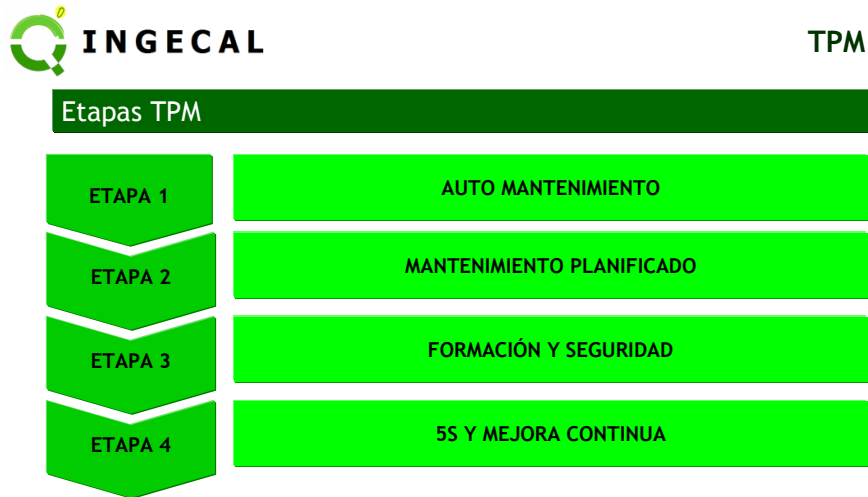 INGECAL
TPM
Etapas TPM
ETAPA 1
AUTO MANTENIMIENTO
ETAPA 2
MANTENIMIENTO PLANIFICADO
ETAPA 3
FORMACIÓN Y SEGURIDAD
ETAPA 4
5S Y MEJORA CONTINUA